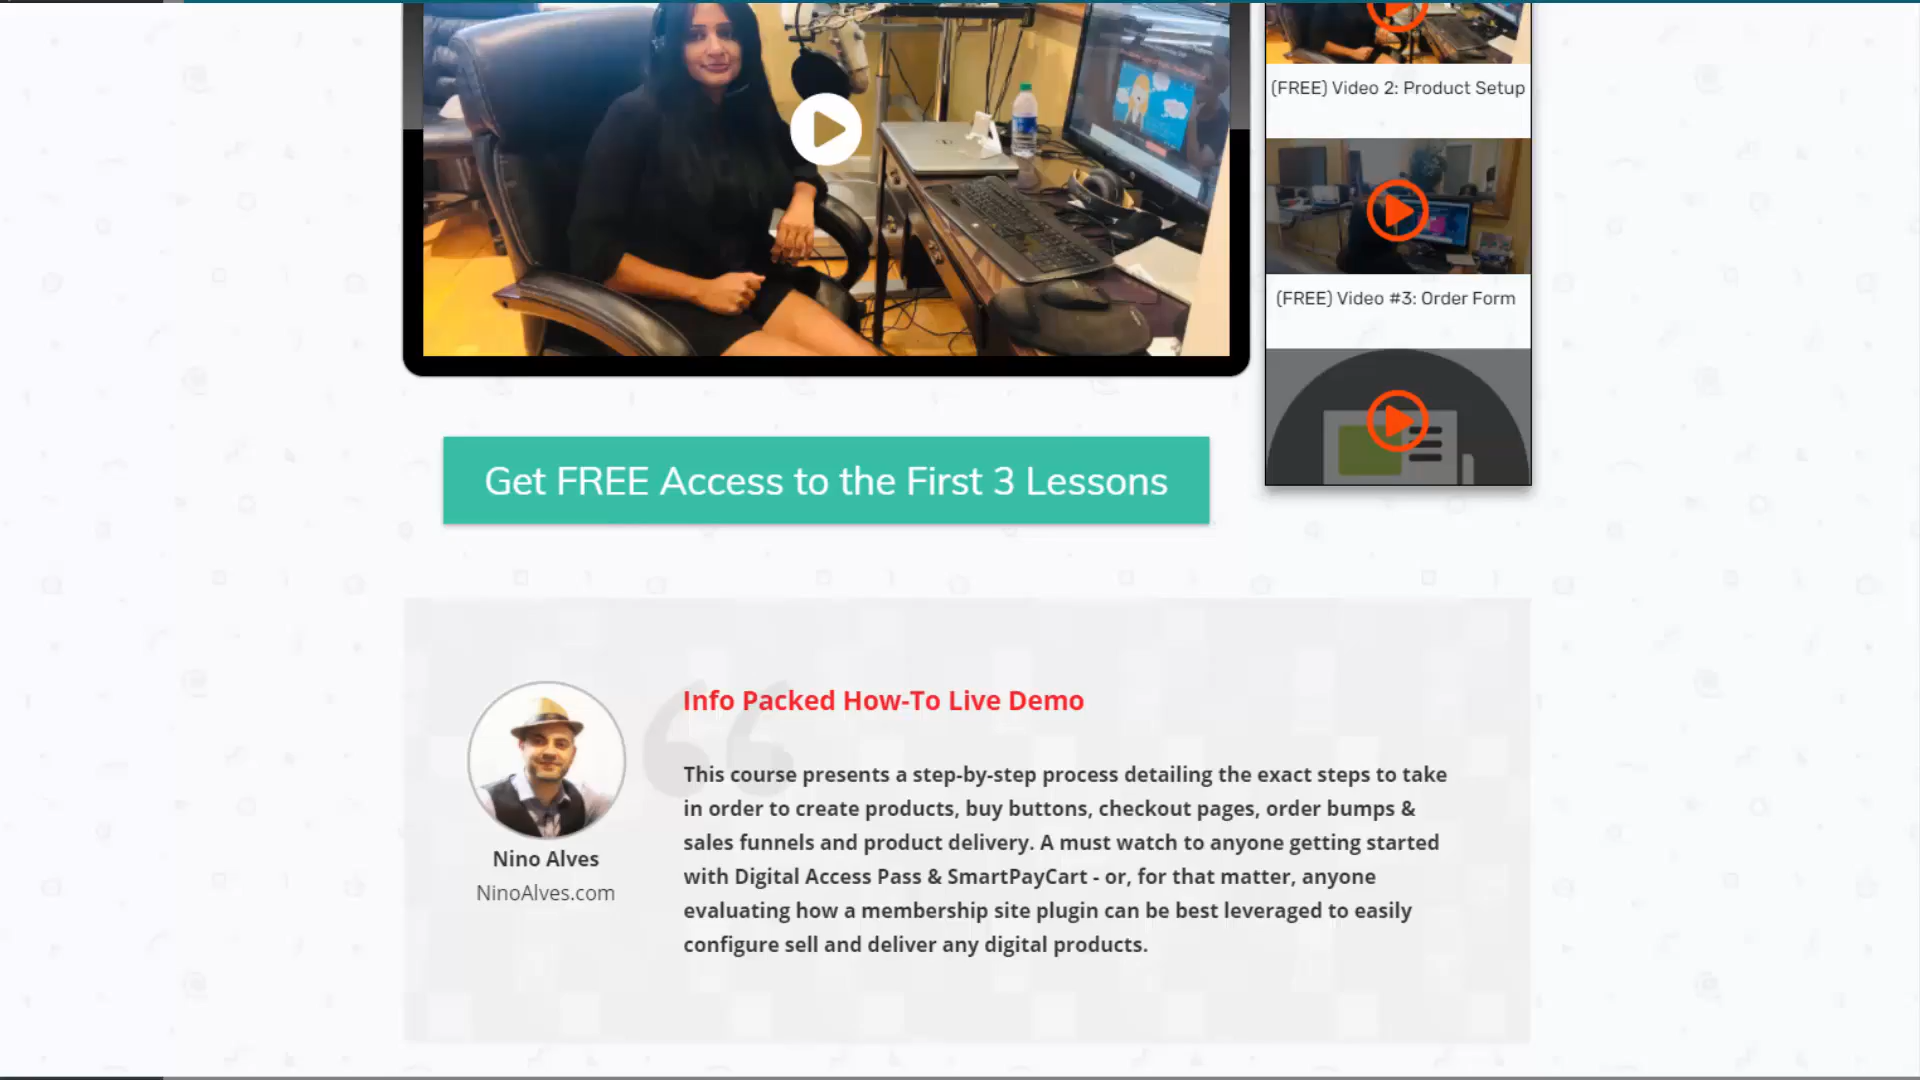 (FREE) Video 2: Product Setup
(FREE) Video #3: Order Form
Get FREE Access to the First 3 Lessons
Info Packed How-To Live Demo
This course presents a step-by-step process detailing the exact steps to take
in order to create products, buy buttons, checkout pages, order bumps &
sales funnels and product delivery. A must watch to anyone getting started
with Digital Access Pass & SmartPayCart - or, for that matter, anyone
evaluating how a membership site plugin can be best leveraged to easily
configure sell and deliver any digital products.
Nino Alves
NinoAlves.com